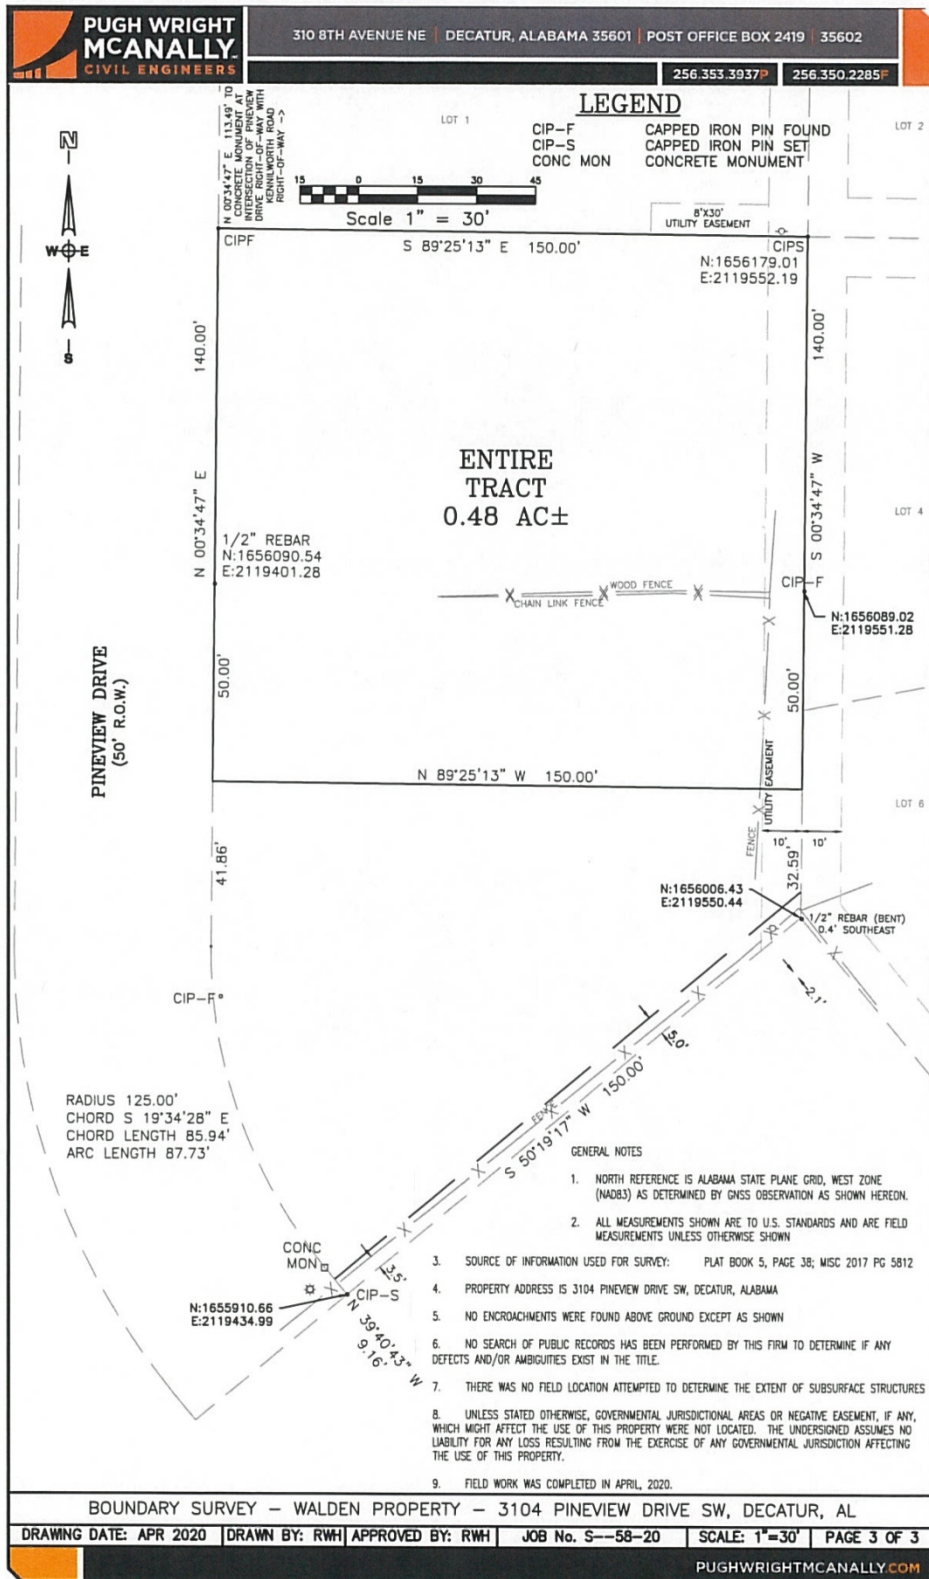 PUGH WRIGHT
MCANALLY
CIVIL ENGINEERS
310 8TH AVENUE NE | DECATUR, ALABAMA 35601 | POST OFFICE BOX 2419 | 35602
256.353.3937P
256.350.2285F
LEGEND
CIP-F CAPPED IRON PIN FOUND
CIP-S CAPPED IRON PIN SET
CONC MON CONCRETE MONUMENT
LOT 1
LOT 2
N 00°34'47" E 113.49' TO
CONCRETE MONUMENT AT
INTERSECTION OF PINEVIEW
DRIVE RIGHT-OF-WAY WITH
KENNILWORTH ROAD
RIGHT-OF-WAY ->
N
W E
S
15 0 15 30 45
Scale 1" = 30'
8'X30'
UTILITY EASEMENT
CIPF
S 89°25'13" E 150.00'
CIPS
N:1656179.01
E:2119552.19
140.00'
N 00°34'47" E
140.00'
S 00°34'47" W
ENTIRE
TRACT
0.48 AC±
LOT 4
1/2" REBAR
N:1656090.54
E:2119401.28
WOOD FENCE
CHAIN LINK FENCE
CIP-F
N:1656089.02
E:2119551.28
PINEVIEW DRIVE
(50' R.O.W.)
50.00'
50.00'
N 89°25'13" W 150.00'
UTILITY EASEMENT
LOT 6
FENCE
10' 10'
41.86'
32.59'
N:1656006.43
E:2119550.44
1/2" REBAR (BENT)
0.4' SOUTHEAST
2.1'
CIP-F
5.0'
RADIUS 125.00'
CHORD S 19°34'28" E
CHORD LENGTH 85.94'
ARC LENGTH 87.73'
FENCE
S 50°19'17" W 150.00'
CONC
MON
3.5'
CIP-S
N:1655910.66
E:2119434.99
N 39°40'43" W
9.16'
GENERAL NOTES
1. NORTH REFERENCE IS ALABAMA STATE PLANE GRID, WEST ZONE
(NAD83) AS DETERMINED BY GNSS OBSERVATION AS SHOWN HEREON.
2. ALL MEASUREMENTS SHOWN ARE TO U.S. STANDARDS AND ARE FIELD
MEASUREMENTS UNLESS OTHERWISE SHOWN
3. SOURCE OF INFORMATION USED FOR SURVEY: PLAT BOOK 5, PAGE 38; MISC 2017 PG 5812
4. PROPERTY ADDRESS IS 3104 PINEVIEW DRIVE SW, DECATUR, ALABAMA
5. NO ENCROACHMENTS WERE FOUND ABOVE GROUND EXCEPT AS SHOWN
6. NO SEARCH OF PUBLIC RECORDS HAS BEEN PERFORMED BY THIS FIRM TO DETERMINE IF ANY
DEFECTS AND/OR AMBIGUITIES EXIST IN THE TITLE.
7. THERE WAS NO FIELD LOCATION ATTEMPTED TO DETERMINE THE EXTENT OF SUBSURFACE STRUCTURES
8. UNLESS STATED OTHERWISE, GOVERNMENTAL JURISDICTIONAL AREAS OR NEGATIVE EASEMENT, IF ANY,
WHICH MIGHT AFFECT THE USE OF THIS PROPERTY WERE NOT LOCATED. THE UNDERSIGNED ASSUMES NO
LIABILITY FOR ANY LOSS RESULTING FROM THE EXERCISE OF ANY GOVERNMENTAL JURISDICTION AFFECTING
THE USE OF THIS PROPERTY.
9. FIELD WORK WAS COMPLETED IN APRIL, 2020.
BOUNDARY SURVEY – WALDEN PROPERTY – 3104 PINEVIEW DRIVE SW, DECATUR, AL
DRAWING DATE: APR 2020 DRAWN BY: RWH APPROVED BY: RWH JOB No. S--58-20 SCALE: 1"=30' PAGE 3 OF 3
PUGHWRIGHTMCANALLY.COM